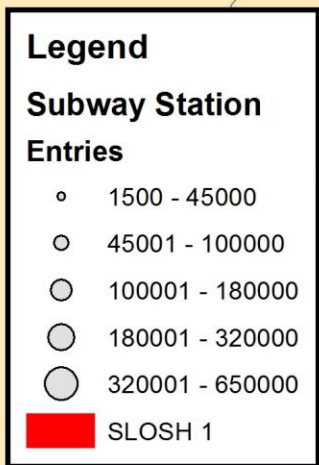 Legend
Subway Station
Entries
1500 - 45000
45001 - 100000
100001 - 180000
180001 - 320000
320001 - 650000
SLOSH 1